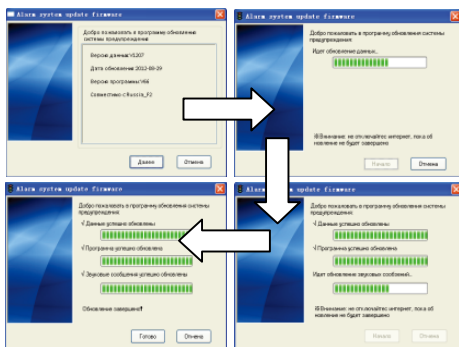 Alarm system update firmware
Добро пожаловать в программу обновления
системы предупреждения
Версия данных:V1207
Дата обновления:2012-09-29
Версия программы:V66
Совместимо с:Russia_F2
Далее
Отмена
Alarm system update firmware
Добро пожаловать в программу обновления системы
предупреждения
Идет обновление данных..
Внимание: не отключайте интернет, пока об
новление не будет завершено
Начало
Отмена
Alarm system update firmware
Добро пожаловать в программу обновления системы
предупреждения
√ Данные успешно обновлены
√ Программа успешно обновлена
√ Звуковые сообщения успешно обновлены
Обновление завершено!
Готово
Отмена
Alarm system update firmware
Добро пожаловать в программу обновления системы
предупреждения
√ Данные успешно обновлены
√ Программа успешно обновлена
Идет обновление звуковых сообщений..
Внимание: не отключайте интернет, пока об
новление не будет завершено
Начало
Отмена